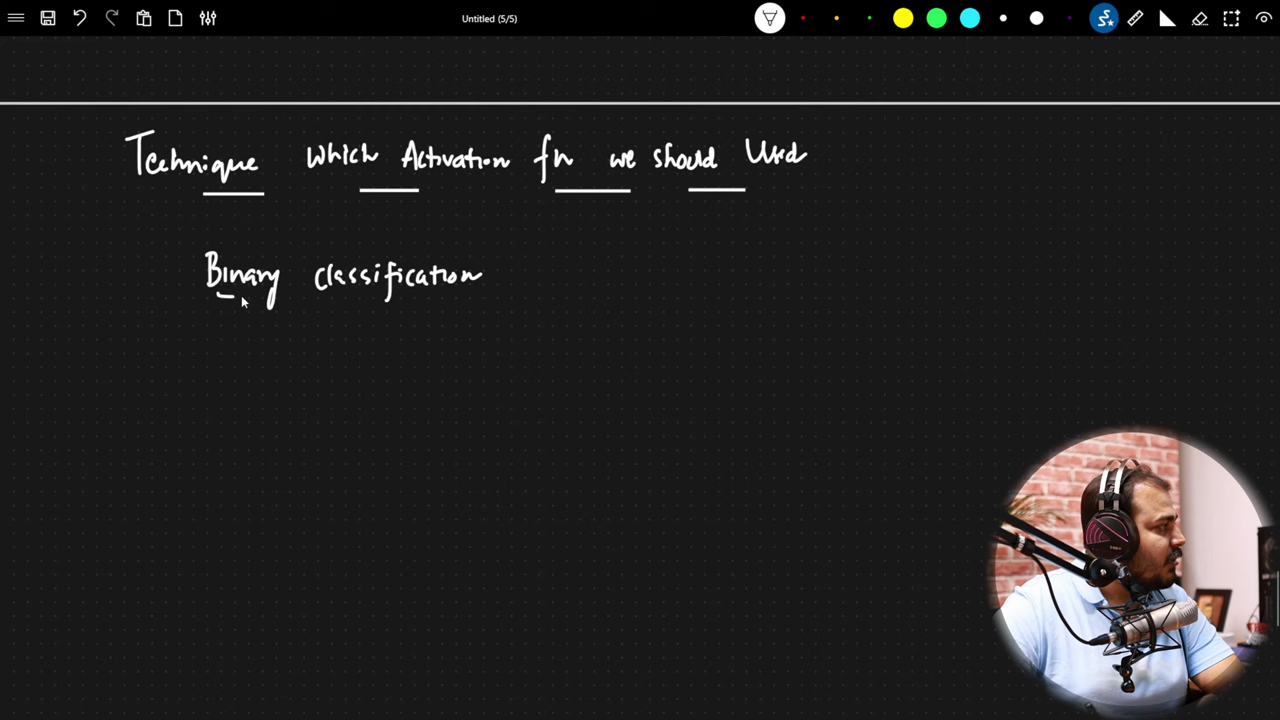 Untitled (5/5)
Technique Which Activation fn we should Used
Binary classification